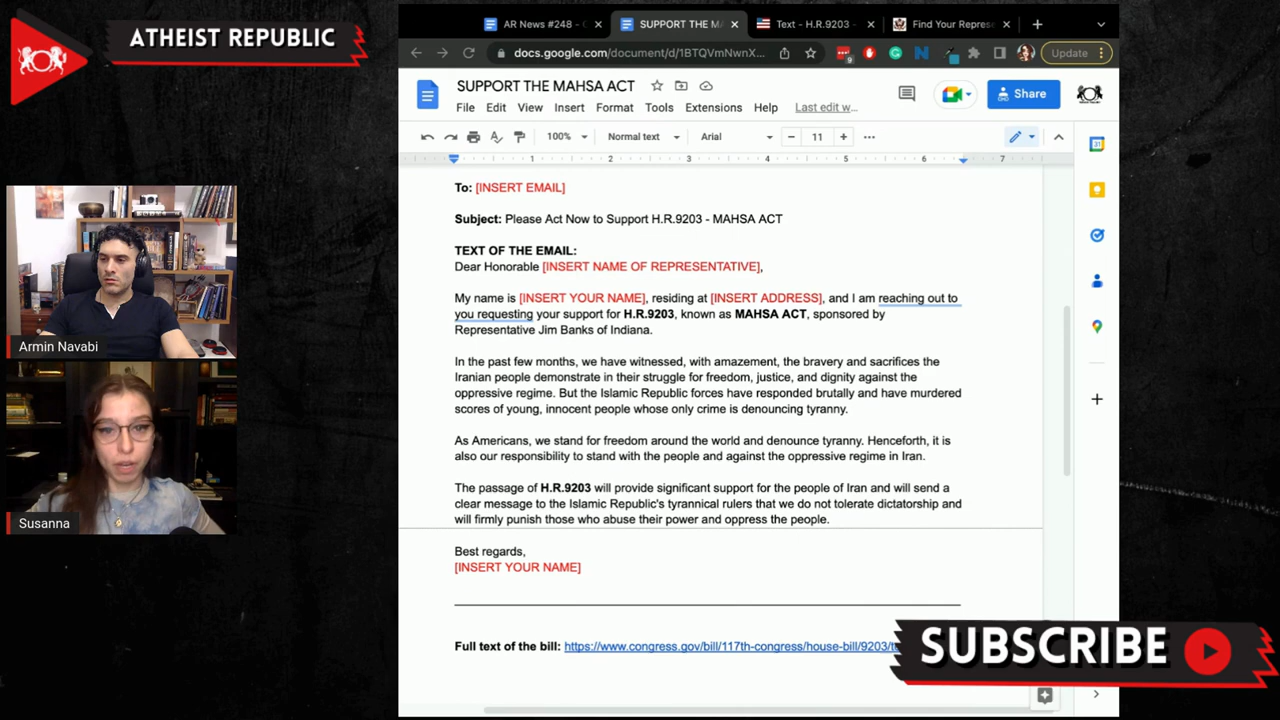 ATHEIST REPUBLIC
Armin Navabi
Susanna
AR News #248 -
SUPPORT THE MA
Text - H.R.9203 -
Find Your Repres
docs.google.com/document/d/1BTQVmNwnX...
9
Update
SUPPORT THE MAHSA ACT
File Edit View Insert Format Tools Extensions Help Last edit w...
Share
100% Normal text Arial 11
1 2 3 4 5 6 7
31
To: [INSERT EMAIL]
Subject: Please Act Now to Support H.R.9203 - MAHSA ACT
TEXT OF THE EMAIL:
Dear Honorable [INSERT NAME OF REPRESENTATIVE],
My name is [INSERT YOUR NAME], residing at [INSERT ADDRESS], and I am reaching out to
you requesting your support for H.R.9203, known as MAHSA ACT, sponsored by
Representative Jim Banks of Indiana.
In the past few months, we have witnessed, with amazement, the bravery and sacrifices the
Iranian people demonstrate in their struggle for freedom, justice, and dignity against the
oppressive regime. But the Islamic Republic forces have responded brutally and have murdered
scores of young, innocent people whose only crime is denouncing tyranny.
As Americans, we stand for freedom around the world and denounce tyranny. Henceforth, it is
also our responsibility to stand with the people and against the oppressive regime in Iran.
The passage of H.R.9203 will provide significant support for the people of Iran and will send a
clear message to the Islamic Republic's tyrannical rulers that we do not tolerate dictatorship and
will firmly punish those who abuse their power and oppress the people.
Best regards,
[INSERT YOUR NAME]
Full text of the bill: https://www.congress.gov/bill/117th-congress/house-bill/9203/t
SUBSCRIBE